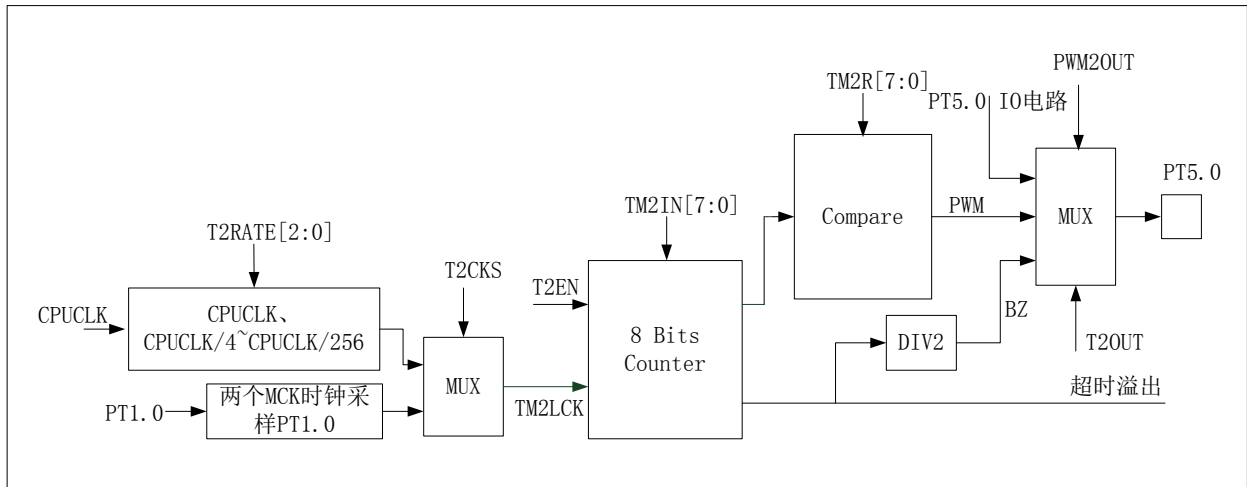 PWM2OUT
TM2R[7:0]
PT5.0 IO电路
PT5.0
TM2IN[7:0]
Compare
PWM
MUX
T2RATE[2:0]
T2CKS
T2EN
CPUCLK
CPUCLK、
CPUCLK/4~CPUCLK/256
8 Bits
Counter
BZ
DIV2
T2OUT
MUX
TM2LCK
PT1.0
两个MCK时钟采
样PT1.0
超时溢出